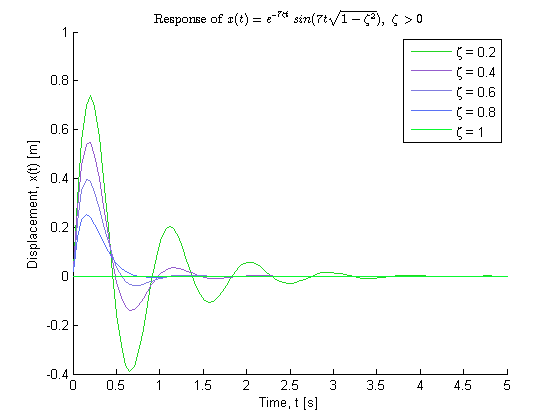 Response of x(t) = e^{-7ζt} sin(7t√(1 − ζ²)), ζ > 0
1
0.8
0.6
0.4
0.2
0
-0.2
-0.4
Displacement, x(t) [m]
ζ = 0.2
ζ = 0.4
ζ = 0.6
ζ = 0.8
ζ = 1
0 0.5 1 1.5 2 2.5 3 3.5 4 4.5 5
Time, t [s]